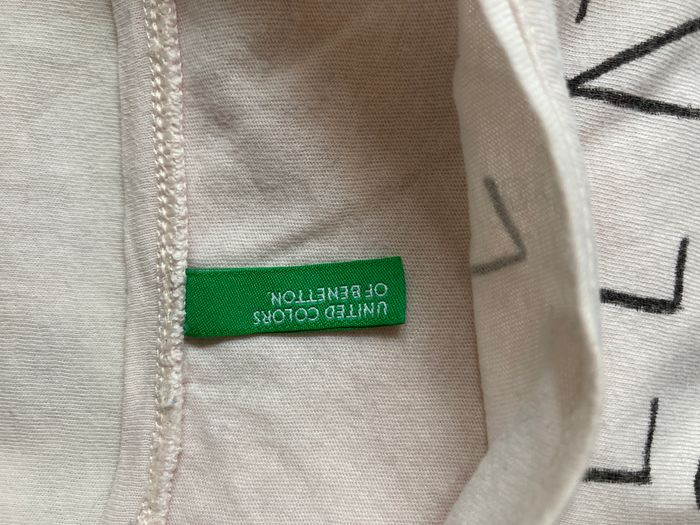 UNITED COLORS
OF BENETTON.